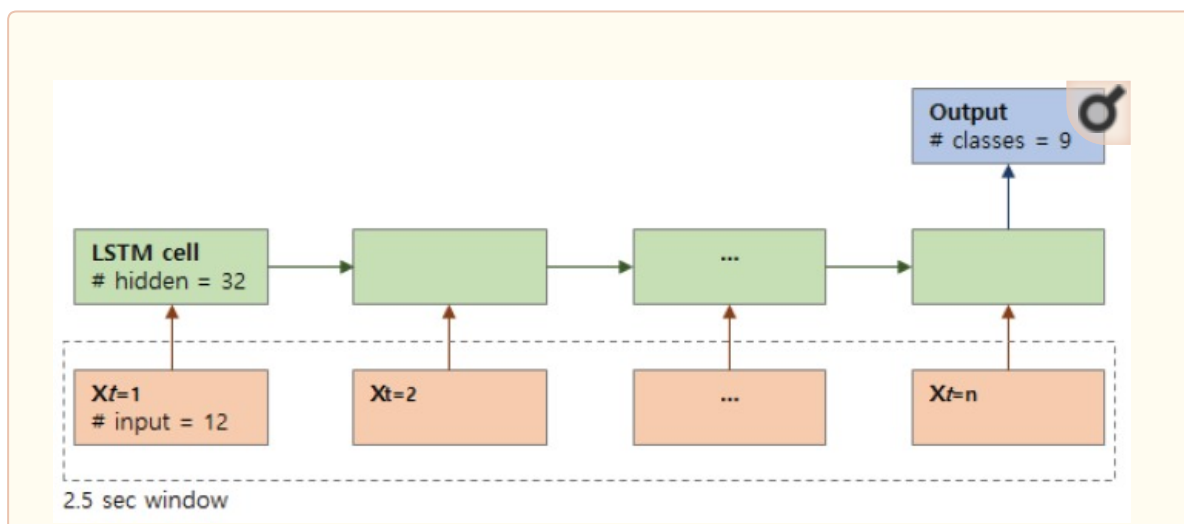 Output
# classes = 9
LSTM cell
# hidden = 32
...
Xt=1
# input = 12
Xt=2
...
Xt=n
2.5 sec window